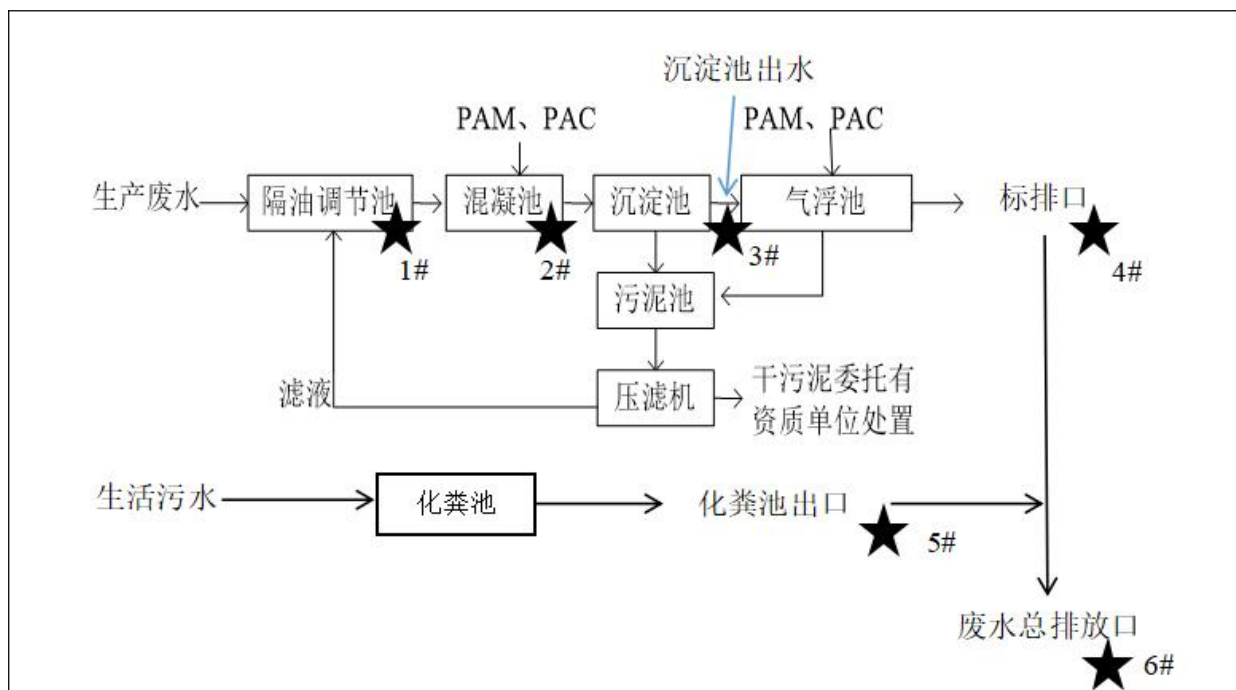 沉淀池出水
PAM、PAC
PAM、PAC
生产废水
隔油调节池
混凝池
沉淀池
气浮池
标排口
1#
2#
3#
4#
污泥池
滤液
压滤机
干污泥委托有
资质单位处置
生活污水
化粪池
化粪池出口
5#
废水总排放口
6#